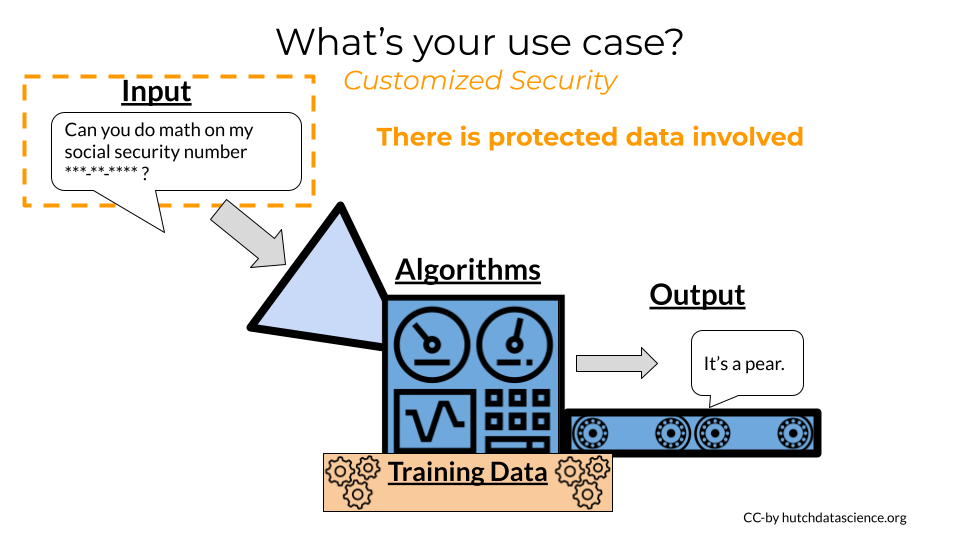 What's your use case?
Customized Security
There is protected data involved
Input
Can you do math on my
social security number
***-**-**** ?
Algorithms
Output
It's a pear.
Training Data
CC-by hutchdatascience.org